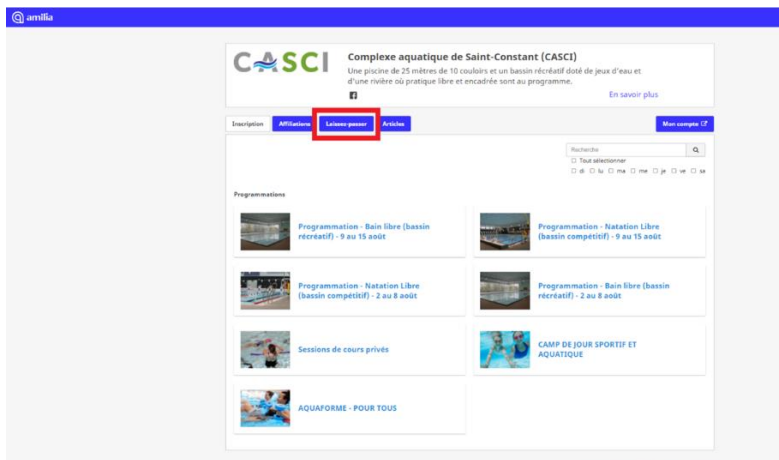 amilia
CASCI
Complexe aquatique de Saint-Constant (CASCI)
Une piscine de 25 mètres de 10 couloirs et un bassin récréatif doté de jeux d'eau et
d'une rivière où pratique libre et encadrée sont au programme.
En savoir plus
Inscription Affiliations Laissez-passer Articles Mon compte
Recherche
Tout sélectionner
di lu ma me je ve sa
Programmations
Programmation - Bain libre (bassin
récréatif) - 9 au 15 août
Programmation - Natation Libre
(bassin compétitif) - 9 au 15 août
Programmation - Natation Libre
(bassin compétitif) - 2 au 8 août
Programmation - Bain libre (bassin
récréatif) - 2 au 8 août
Sessions de cours privés
CAMP DE JOUR SPORTIF ET
AQUATIQUE
AQUAFORME - POUR TOUS